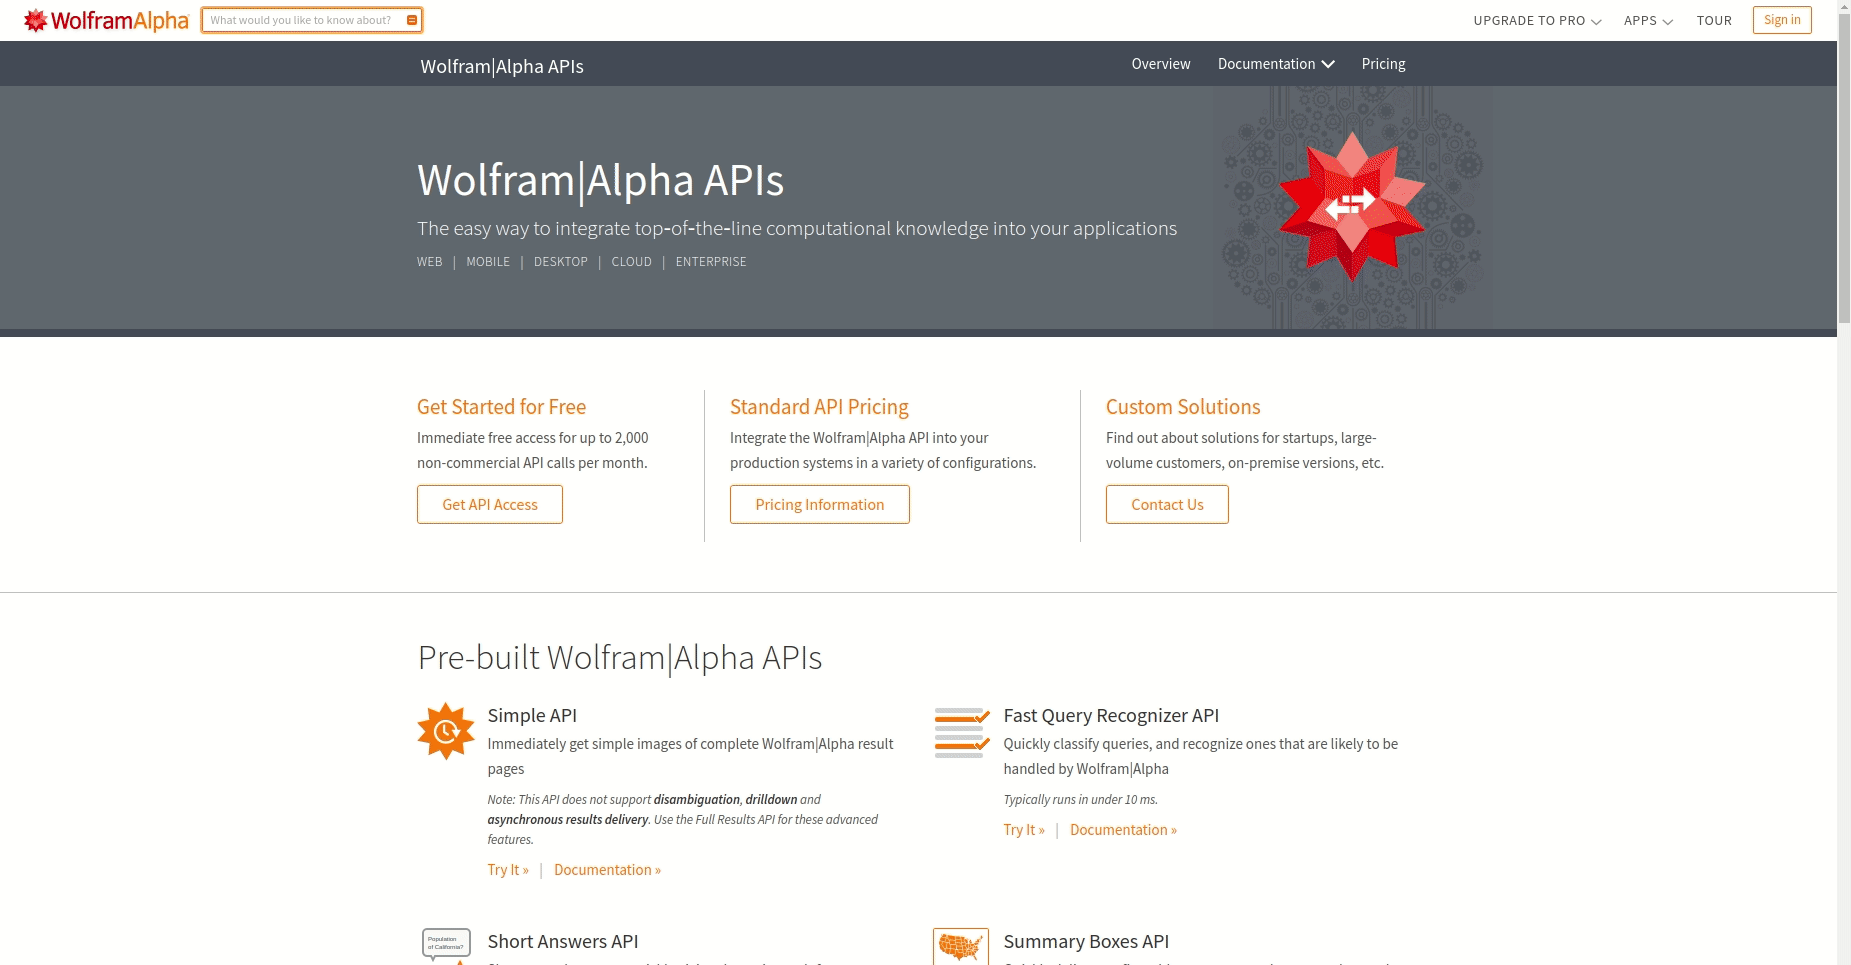 WolframAlpha
What would you like to know about?
UPGRADE TO PRO
APPS
TOUR
Sign in
Wolfram|Alpha APIs
Overview
Documentation
Pricing
Wolfram|Alpha APIs
The easy way to integrate top-of-the-line computational knowledge into your applications
WEB | MOBILE | DESKTOP | CLOUD | ENTERPRISE
Get Started for Free
Immediate free access for up to 2,000
non-commercial API calls per month.
Get API Access
Standard API Pricing
Integrate the Wolfram|Alpha API into your
production systems in a variety of configurations.
Pricing Information
Custom Solutions
Find out about solutions for startups, large-
volume customers, on-premise versions, etc.
Contact Us
Pre-built Wolfram|Alpha APIs
Simple API
Immediately get simple images of complete Wolfram|Alpha result
pages
Note: This API does not support disambiguation, drilldown and
asynchronous results delivery. Use the Full Results API for these advanced
features.
Try It » | Documentation »
Fast Query Recognizer API
Quickly classify queries, and recognize ones that are likely to be
handled by Wolfram|Alpha
Typically runs in under 10 ms.
Try It » | Documentation »
Population
of California?
Short Answers API
Summary Boxes API